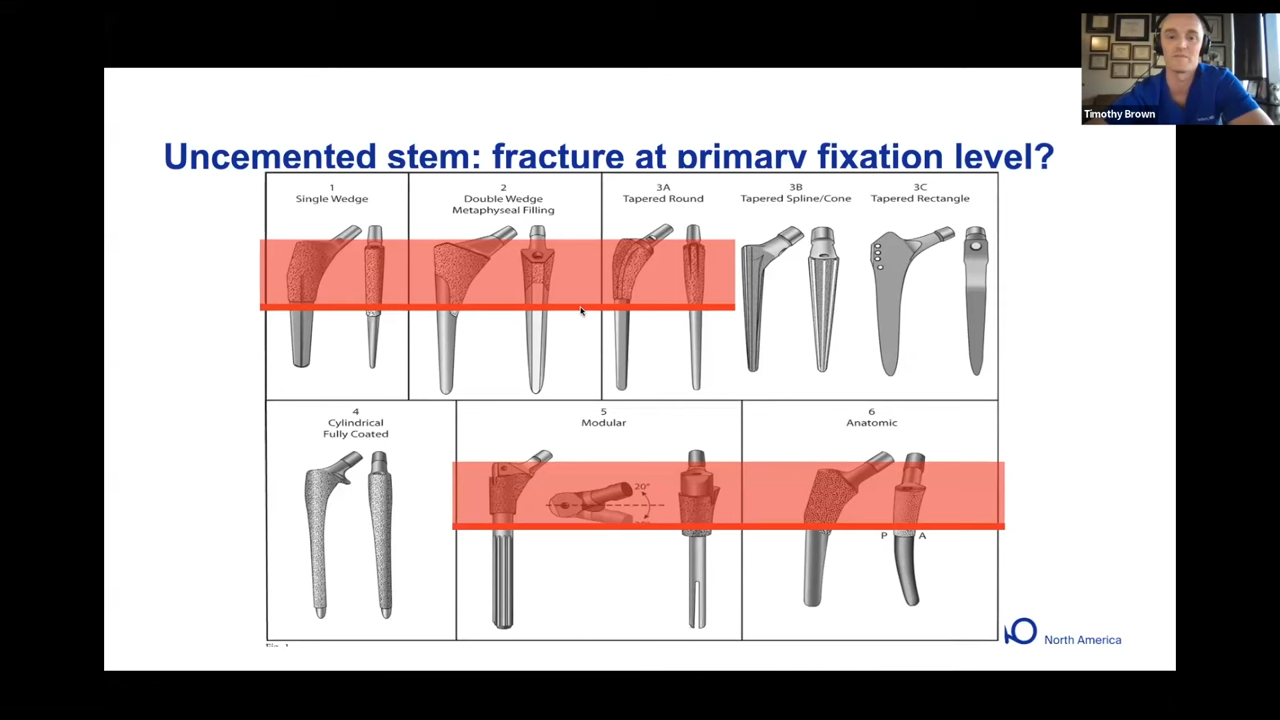 Timothy Brown
Uncemented stem: fracture at primary fixation level?
1
Single Wedge
2
Double Wedge
Metaphyseal Filling
3A
Tapered Round
3B
Tapered Spline/Cone
3C
Tapered Rectangle
4
Cylindrical
Fully Coated
5
Modular
20°
6
Anatomic
P A
North America